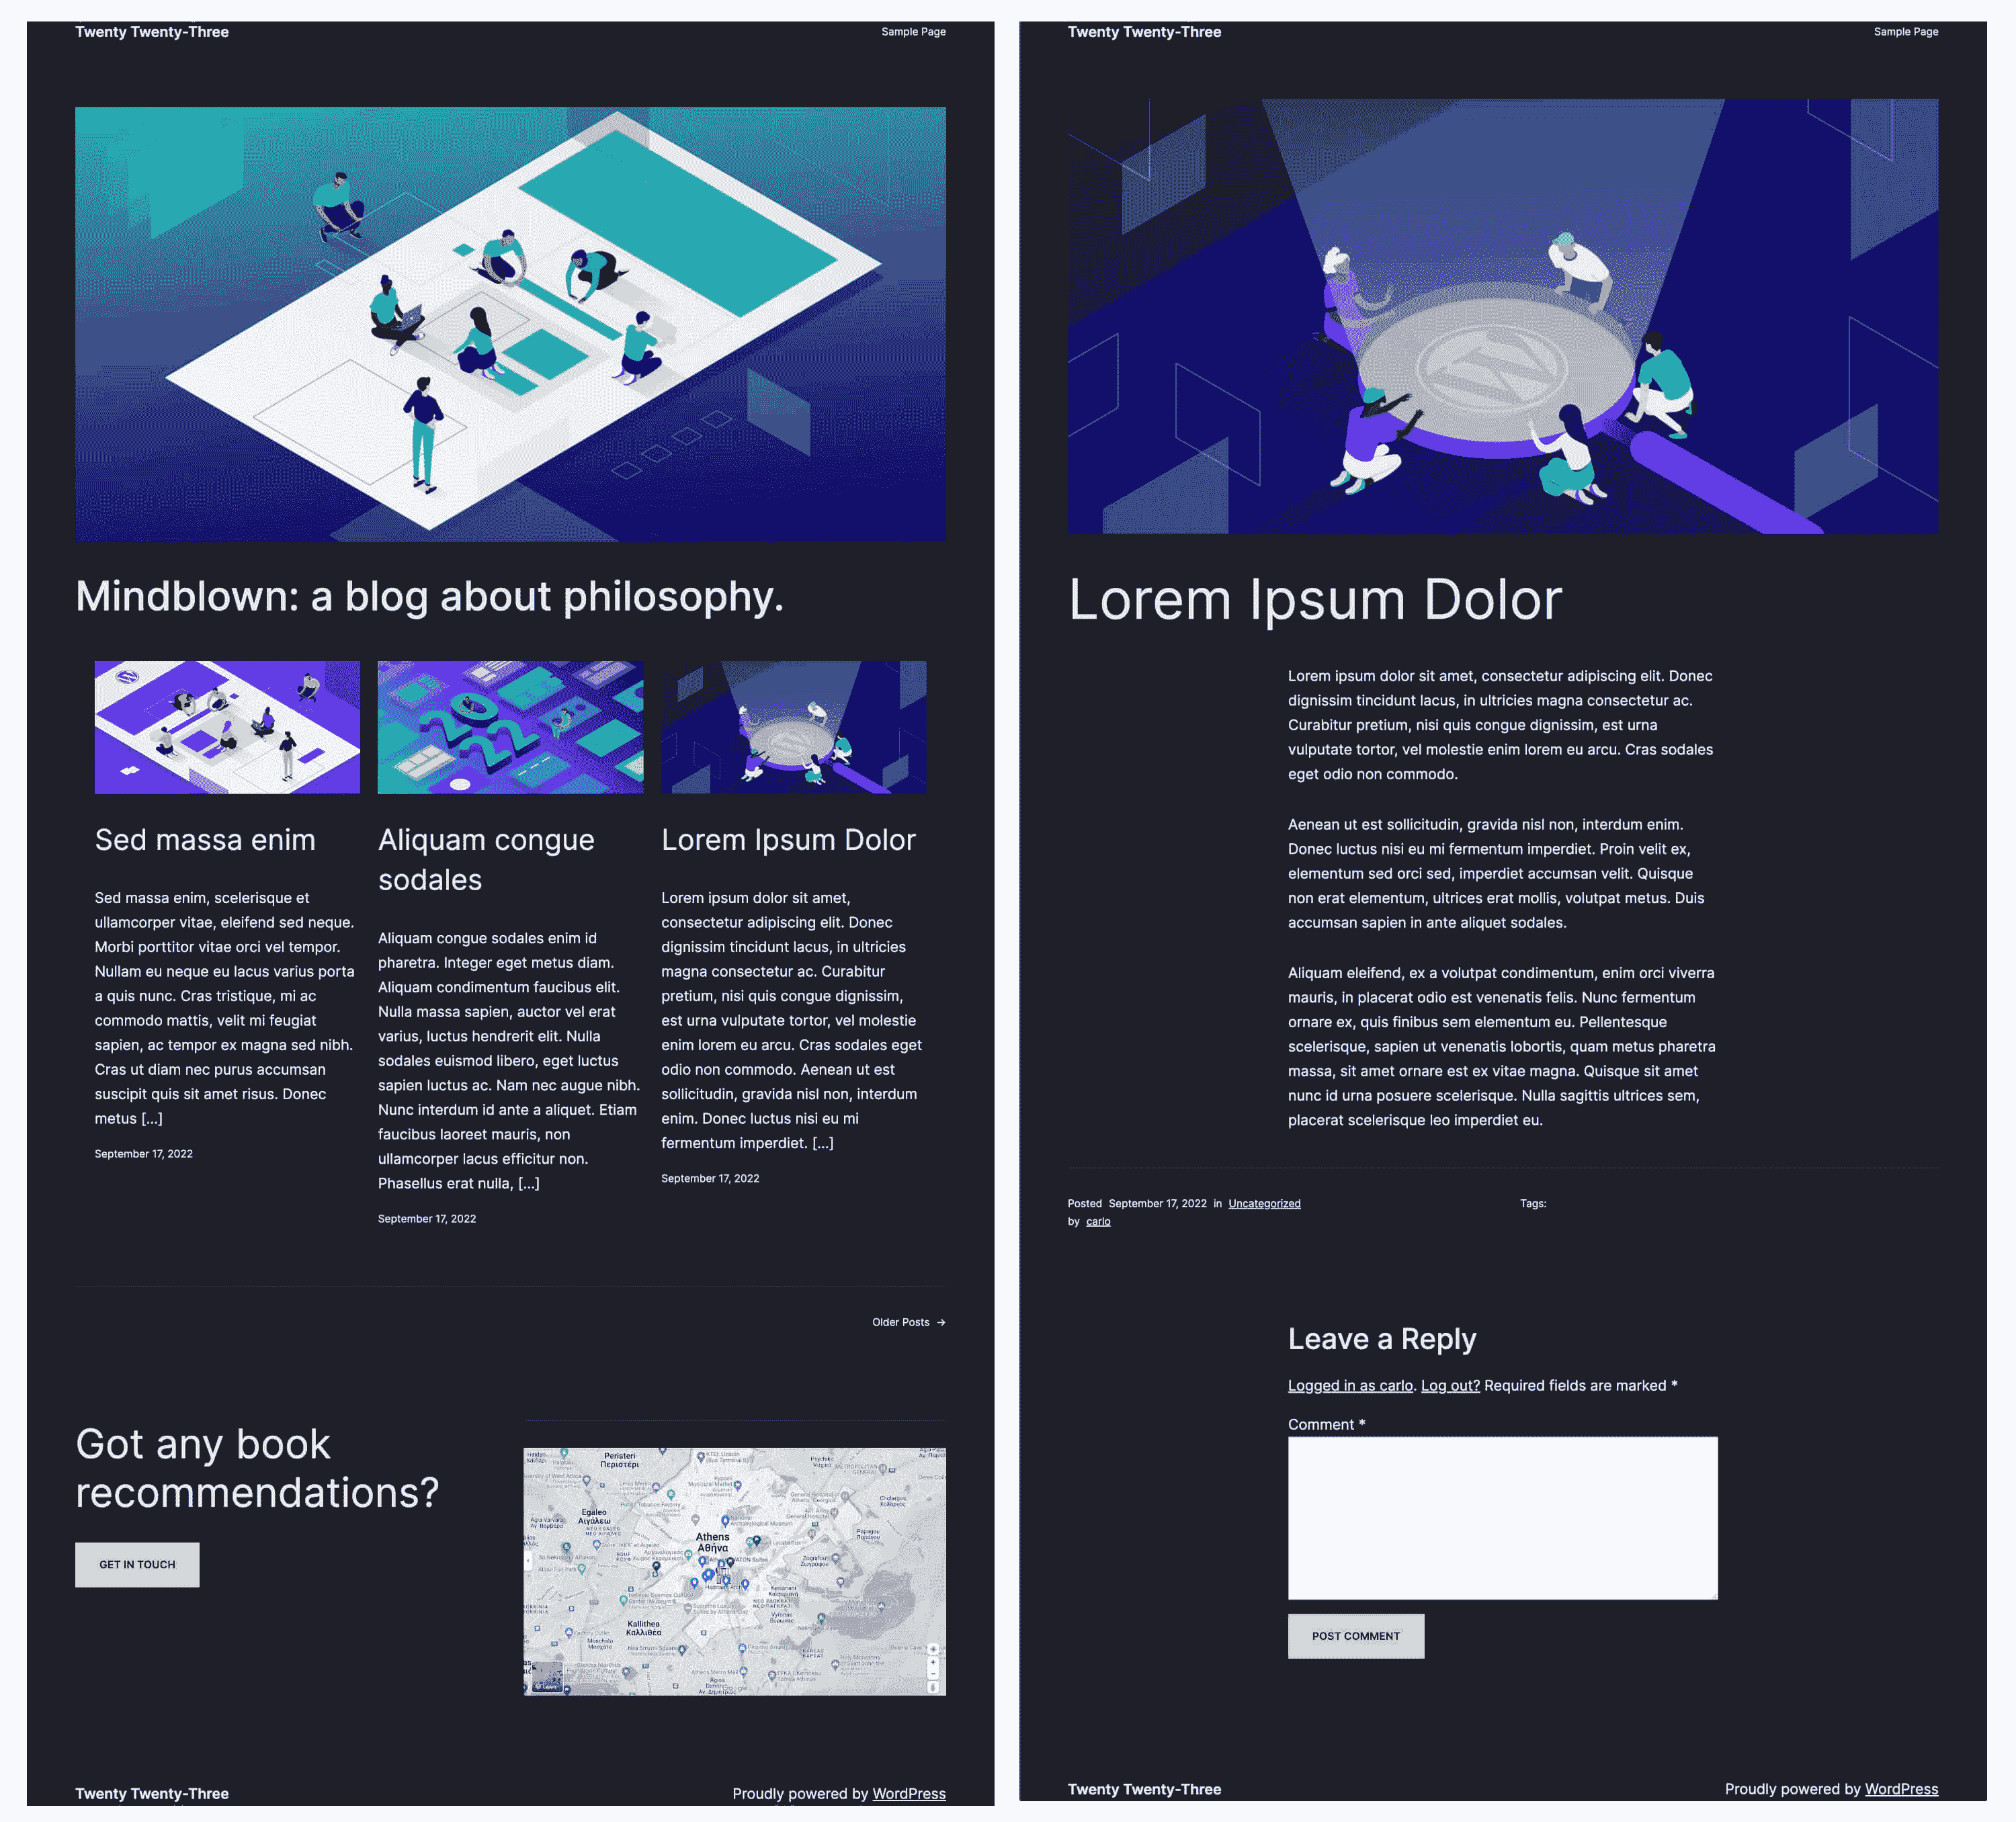 Twenty Twenty-Three
Sample Page
Mindblown: a blog about philosophy.
2022
Sed massa enim
Sed massa enim, scelerisque et
ullamcorper vitae, eleifend sed neque.
Morbi porttitor vitae orci vel tempor.
Nullam eu neque eu lacus varius porta
a quis nunc. Cras tristique, mi ac
commodo mattis, velit mi feugiat
sapien, ac tempor ex magna sed nibh.
Cras ut diam nec purus accumsan
suscipit quis sit amet risus. Donec
metus […]
September 17, 2022
Aliquam congue
sodales
Aliquam congue sodales enim id
pharetra. Integer eget metus diam.
Aliquam condimentum faucibus elit.
Nulla massa sapien, auctor vel erat
varius, luctus hendrerit elit. Nulla
sodales euismod libero, eget luctus
sapien luctus ac. Nam nec augue nibh.
Nunc interdum id ante a aliquet. Etiam
faucibus laoreet mauris, non
ullamcorper lacus efficitur non.
Phasellus erat nulla, […]
September 17, 2022
Lorem Ipsum Dolor
Lorem ipsum dolor sit amet,
consectetur adipiscing elit. Donec
dignissim tincidunt lacus, in ultricies
magna consectetur ac. Curabitur
pretium, nisi quis congue dignissim,
est urna vulputate tortor, vel molestie
enim lorem eu arcu. Cras sodales eget
odio non commodo. Aenean ut est
sollicitudin, gravida nisl non, interdum
enim. Donec luctus nisi eu mi
fermentum imperdiet. […]
September 17, 2022
Older Posts →
Got any book
recommendations?
GET IN TOUCH
Peristeri
Περιστέρι
Egaleo
Αιγάλεω
Athens
Αθήνα
Kallithea
Καλλιθέα
Twenty Twenty-Three
Proudly powered by WordPress
Twenty Twenty-Three
Sample Page
W
Lorem Ipsum Dolor
Lorem ipsum dolor sit amet, consectetur adipiscing elit. Donec
dignissim tincidunt lacus, in ultricies magna consectetur ac.
Curabitur pretium, nisi quis congue dignissim, est urna
vulputate tortor, vel molestie enim lorem eu arcu. Cras sodales
eget odio non commodo.
Aenean ut est sollicitudin, gravida nisl non, interdum enim.
Donec luctus nisi eu mi fermentum imperdiet. Proin velit ex,
elementum sed orci sed, imperdiet accumsan velit. Quisque
non erat elementum, ultrices erat mollis, volutpat metus. Duis
accumsan sapien in ante aliquet sodales.
Aliquam eleifend, ex a volutpat condimentum, enim orci viverra
mauris, in placerat odio est venenatis felis. Nunc fermentum
ornare ex, quis finibus sem elementum eu. Pellentesque
scelerisque, sapien ut venenatis lobortis, quam metus pharetra
massa, sit amet ornare est ex vitae magna. Quisque sit amet
nunc id urna posuere scelerisque. Nulla sagittis ultrices sem,
placerat scelerisque leo imperdiet eu.
Posted September 17, 2022 in Uncategorized
by carlo
Tags:
Leave a Reply
Logged in as carlo. Log out? Required fields are marked *
Comment *
POST COMMENT
Twenty Twenty-Three
Proudly powered by WordPress